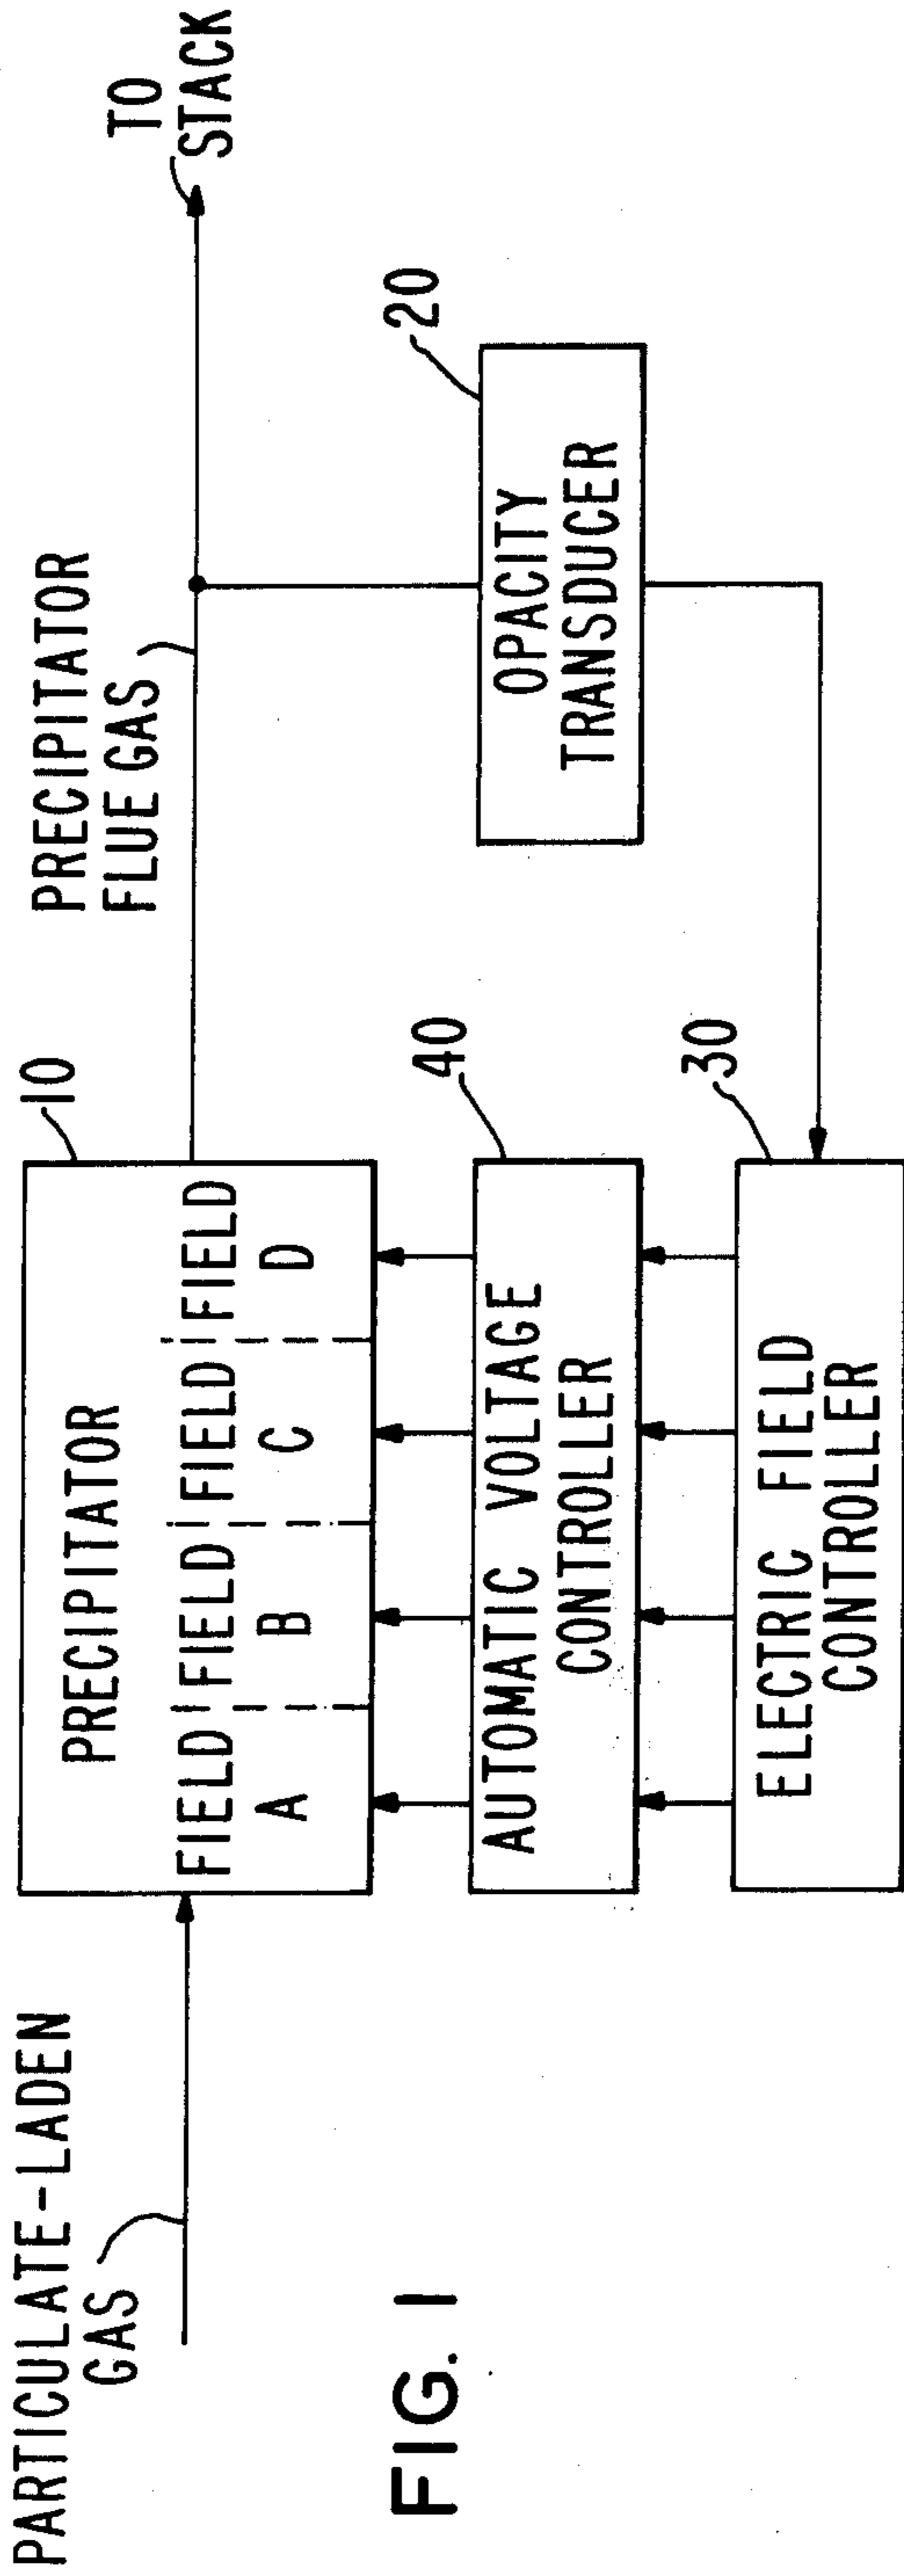 PARTICULATE-LADEN
GAS
PRECIPITATOR
FIELD
A
FIELD
B
FIELD
C
FIELD
D
10
PRECIPITATOR
FLUE GAS
TO
STACK
OPACITY
TRANSDUCER
20
AUTOMATIC VOLTAGE
CONTROLLER
40
ELECTRIC FIELD
CONTROLLER
30
FIG. 1